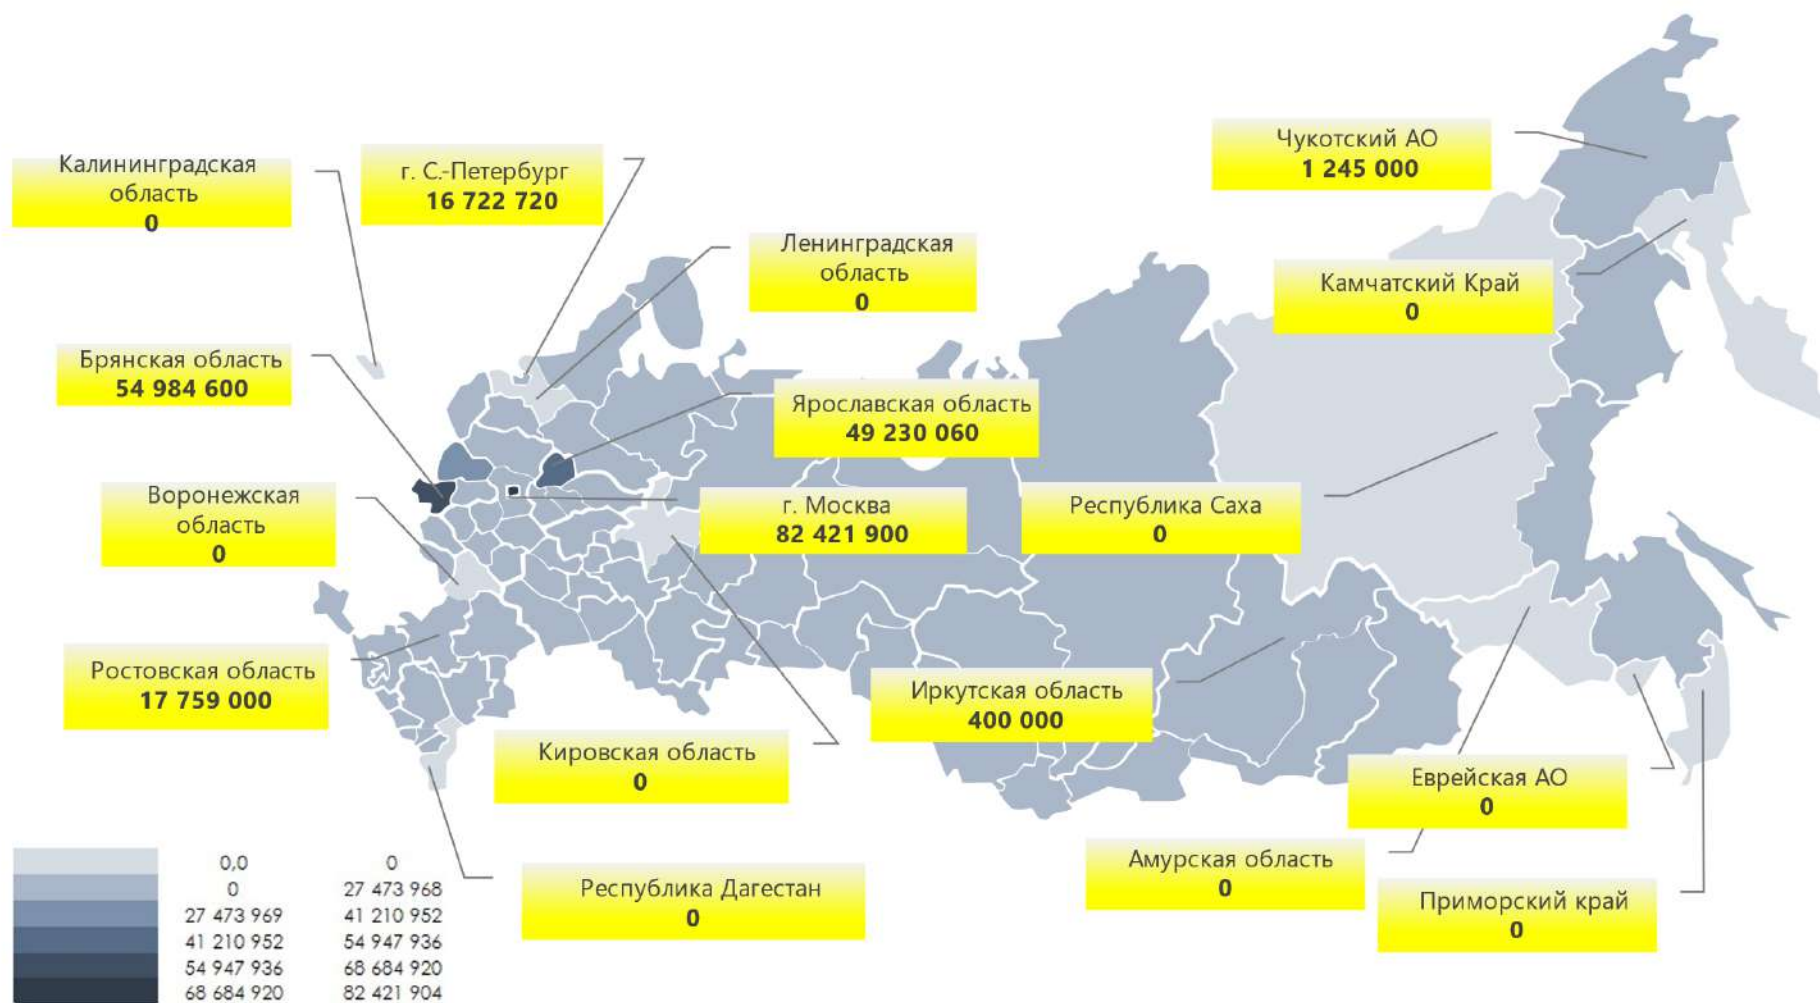 Калининградская
область
0
г. С.-Петербург
16 722 720
Чукотский АО
1 245 000
Ленинградская
область
0
Камчатский Край
0
Брянская область
54 984 600
Ярославская область
49 230 060
Воронежская
область
0
г. Москва
82 421 900
Республика Саха
0
Ростовская область
17 759 000
Иркутская область
400 000
Кировская область
0
Еврейская АО
0
Амурская область
0
Республика Дагестан
0
Приморский край
0
0,0 0
0 27 473 968
27 473 969 41 210 952
41 210 952 54 947 936
54 947 936 68 684 920
68 684 920 82 421 904